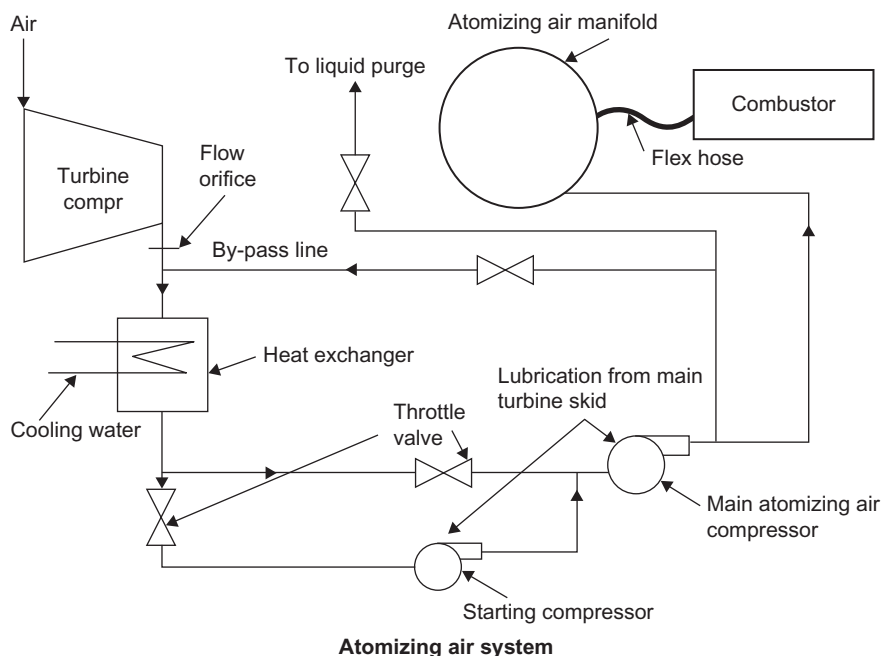 Air
Atomizing air manifold
To liquid purge
Combustor
Flow
orifice
Flex hose
Turbine
compr
By-pass line
Heat exchanger
Lubrication from main
turbine skid
Cooling water
Throttle
valve
Main atomizing air
compressor
Starting compressor
Atomizing air system